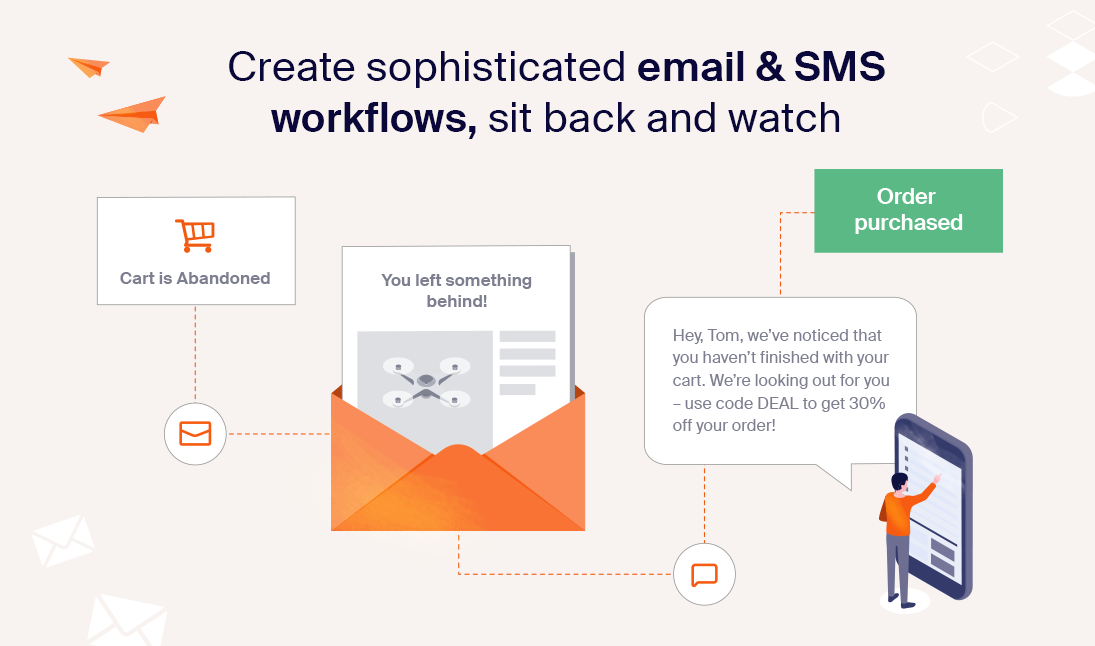 Create sophisticated email & SMS
workflows, sit back and watch
Cart is Abandoned
You left something
behind!
Order
purchased
Hey, Tom, we’ve noticed that
you haven’t finished with your
cart. We’re looking out for you
– use code DEAL to get 30%
off your order!